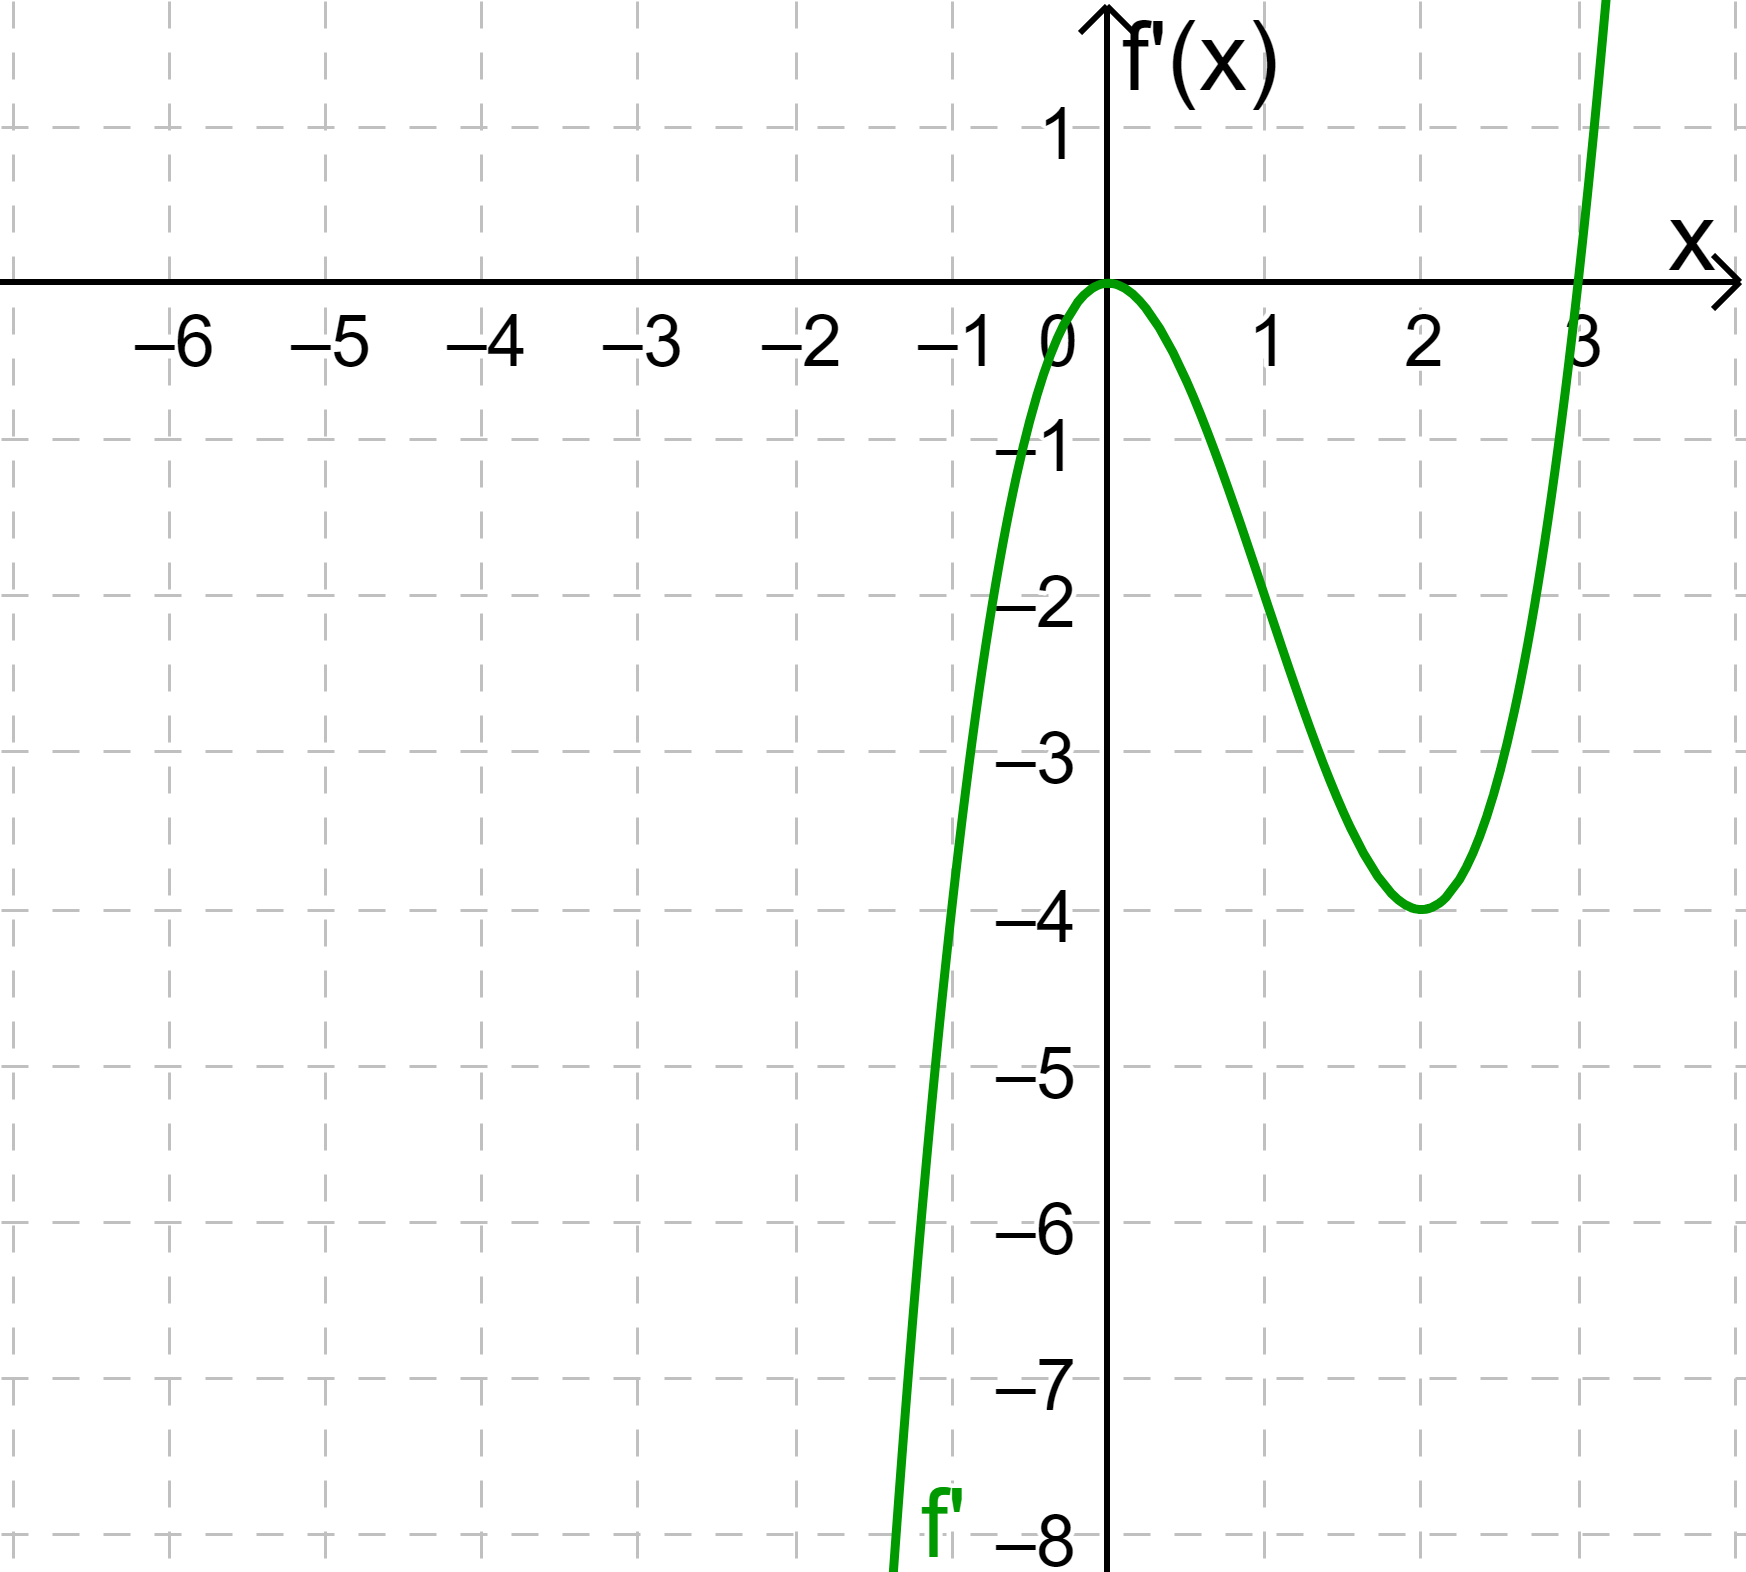 f'(x)
1
x
–6 –5 –4 –3 –2 –1 0 1 2 3
–1
–2
–3
–4
–5
–6
–7
f'
–8